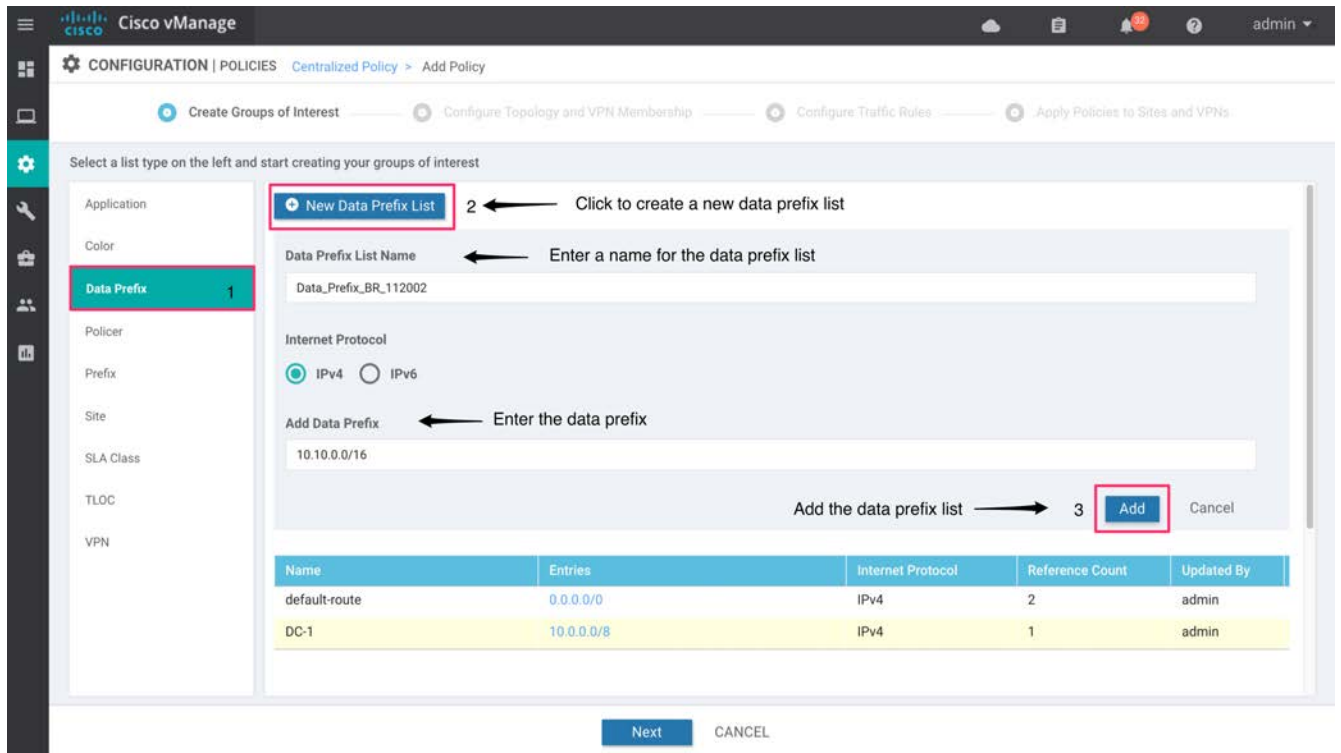 cisco Cisco vManage 32 admin
CONFIGURATION | POLICIES Centralized Policy > Add Policy
Create Groups of Interest Configure Topology and VPN Membership Configure Traffic Rules Apply Policies to Sites and VPNs
Select a list type on the left and start creating your groups of interest
Application
Color
Data Prefix 1
Policer
Prefix
Site
SLA Class
TLOC
VPN
New Data Prefix List 2 Click to create a new data prefix list
Data Prefix List Name Enter a name for the data prefix list
Data_Prefix_BR_112002
Internet Protocol
IPv4 IPv6
Add Data Prefix Enter the data prefix
10.10.0.0/16
Add the data prefix list 3 Add Cancel
Name Entries Internet Protocol Reference Count Updated By
default-route 0.0.0.0/0 IPv4 2 admin
DC-1 10.0.0.0/8 IPv4 1 admin
Next CANCEL